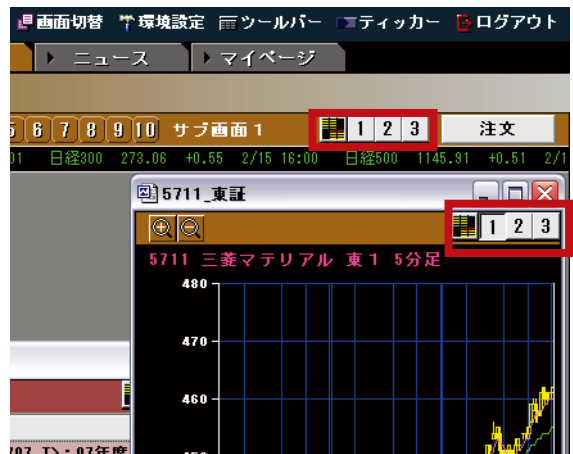 画面切替 環境設定 ツールバー ティッカー ログアウト
ニュース マイページ
6 7 8 9 10 サブ画面1 1 2 3 注文
01 日経300 273.06 +0.55 2/15 16:00 日経500 1145.91 +0.51 2/1
5711_東証
1 2 3
5711 三菱マテリアル 東1 5分足
480
470
460